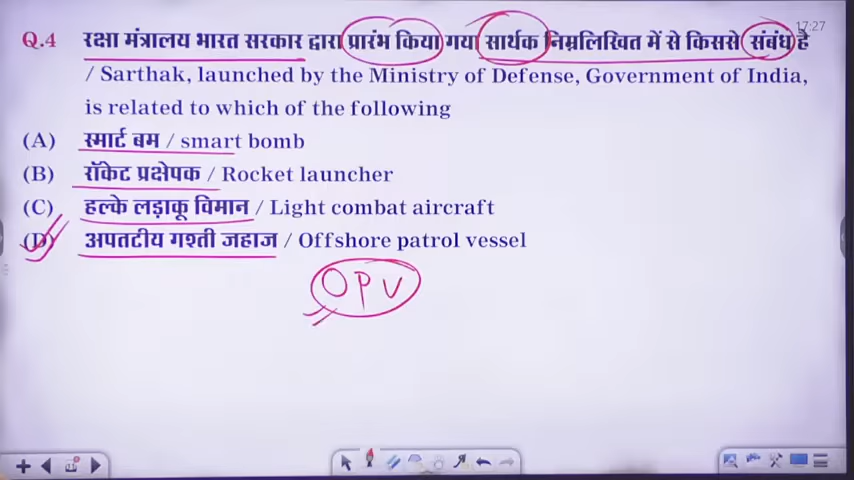 17:27
Q.4 रक्षा मंत्रालय भारत सरकार द्वारा प्रारंभ किया गया सार्थक निम्नलिखित में से किससे संबंध है
/ Sarthak, launched by the Ministry of Defense, Government of India,
is related to which of the following
(A) स्मार्ट बम / smart bomb
(B) रॉकेट प्रक्षेपक / Rocket launcher
(C) हल्के लड़ाकू विमान / Light combat aircraft
(D) अपतटीय गश्ती जहाज / Offshore patrol vessel
OPV